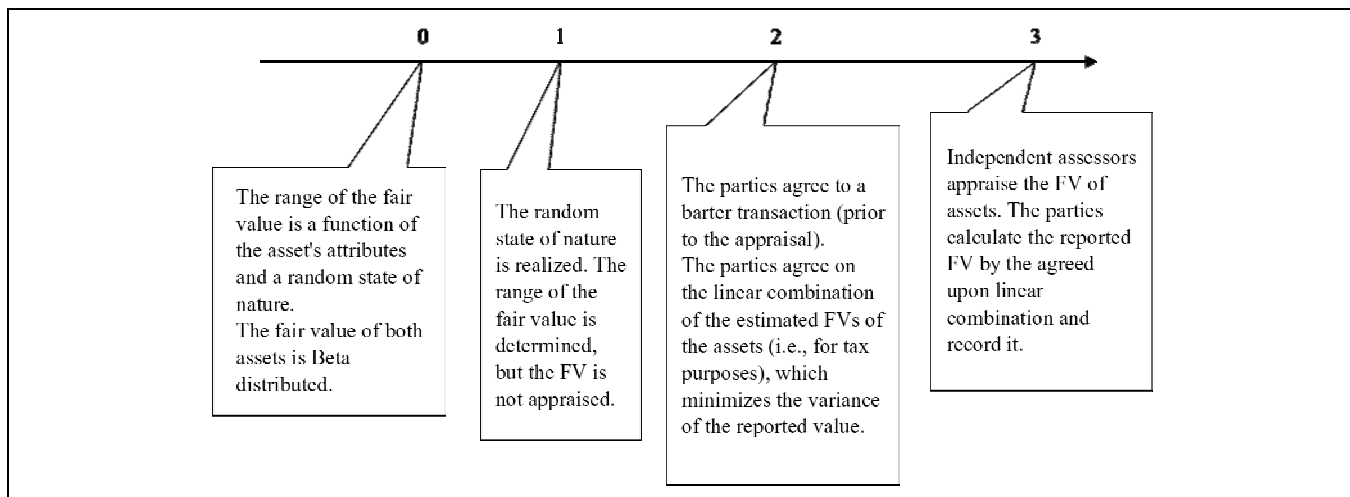 0
1
2
3
The range of the fair
value is a function of
the asset's attributes
and a random state of
nature.
The fair value of both
assets is Beta
distributed.
The random
state of nature
is realized. The
range of the
fair value is
determined,
but the FV is
not appraised.
The parties agree to a
barter transaction (prior
to the appraisal).
The parties agree on
the linear combination
of the estimated FVs of
the assets (i.e., for tax
purposes), which
minimizes the variance
of the reported value.
Independent assessors
appraise the FV of
assets. The parties
calculate the reported
FV by the agreed
upon linear
combination and
record it.